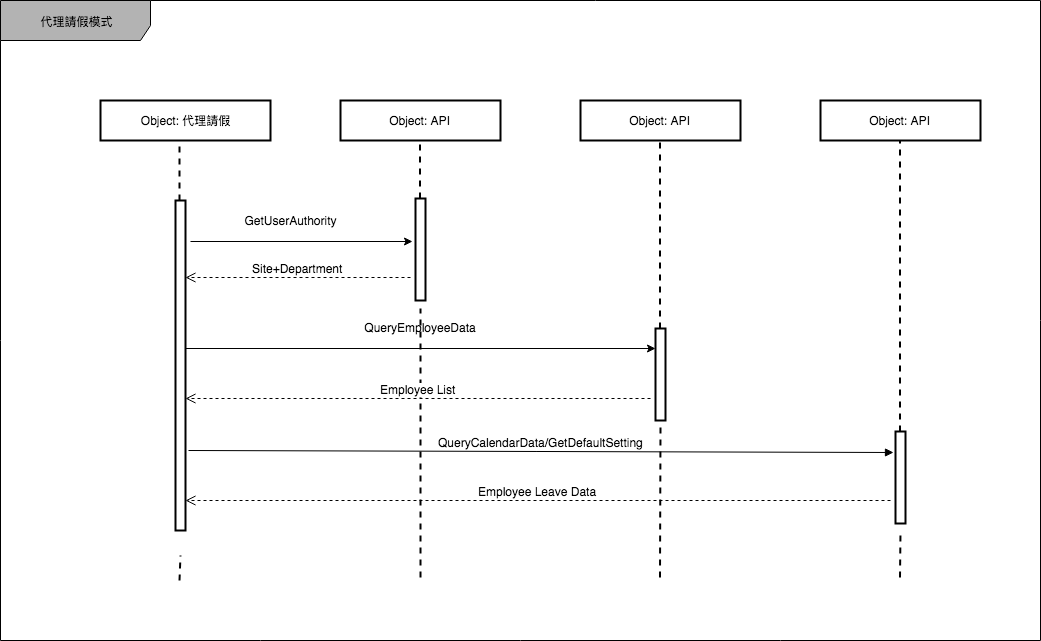 代理請假模式
Object: 代理請假
Object: API
Object: API
Object: API
GetUserAuthority
Site+Department
QueryEmployeeData
Employee List
QueryCalendarData/GetDefaultSetting
Employee Leave Data